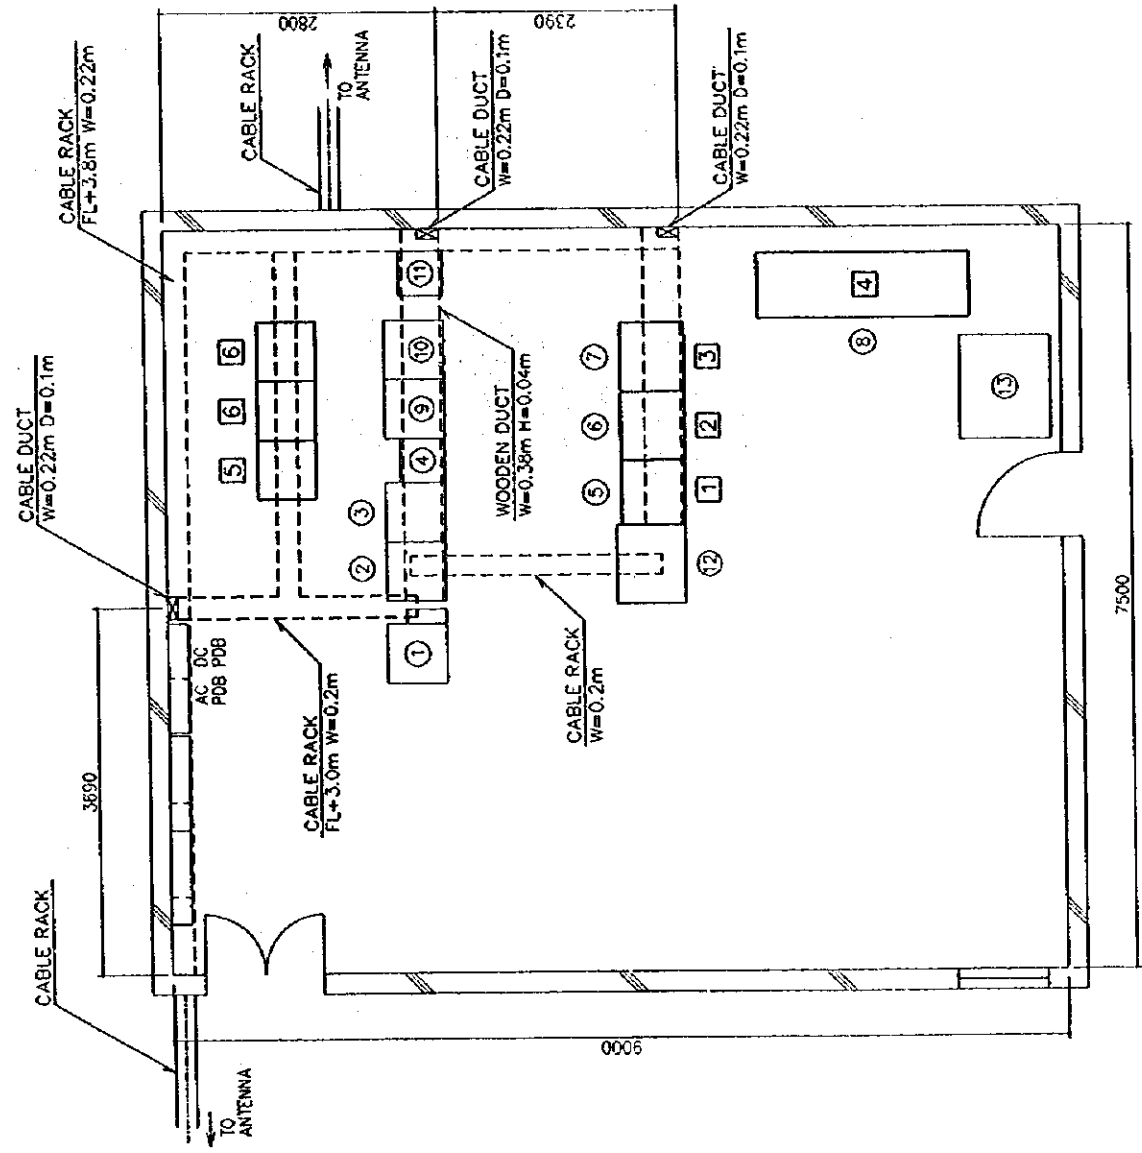 CABLE RACK
FL+3.8m W=0.22m
2800
2390
CABLE RACK
TO
ANTENNA
CABLE DUCT
W=0.22m D=0.1m
CABLE DUCT
W=0.22m D=0.1m
CABLE DUCT
W=0.22m D=0.1m
6
6
5
11
10
9
4
3
2
1
WOODEN DUCT
W=0.38m H=0.04m
7
6
5
3
2
1
12
4
8
13
AC
PDB
DC
PDB
CABLE RACK
FL+3.0m W=0.2m
CABLE RACK
W=0.2m
3690
7500
9000
CABLE RACK
TO
ANTENNA